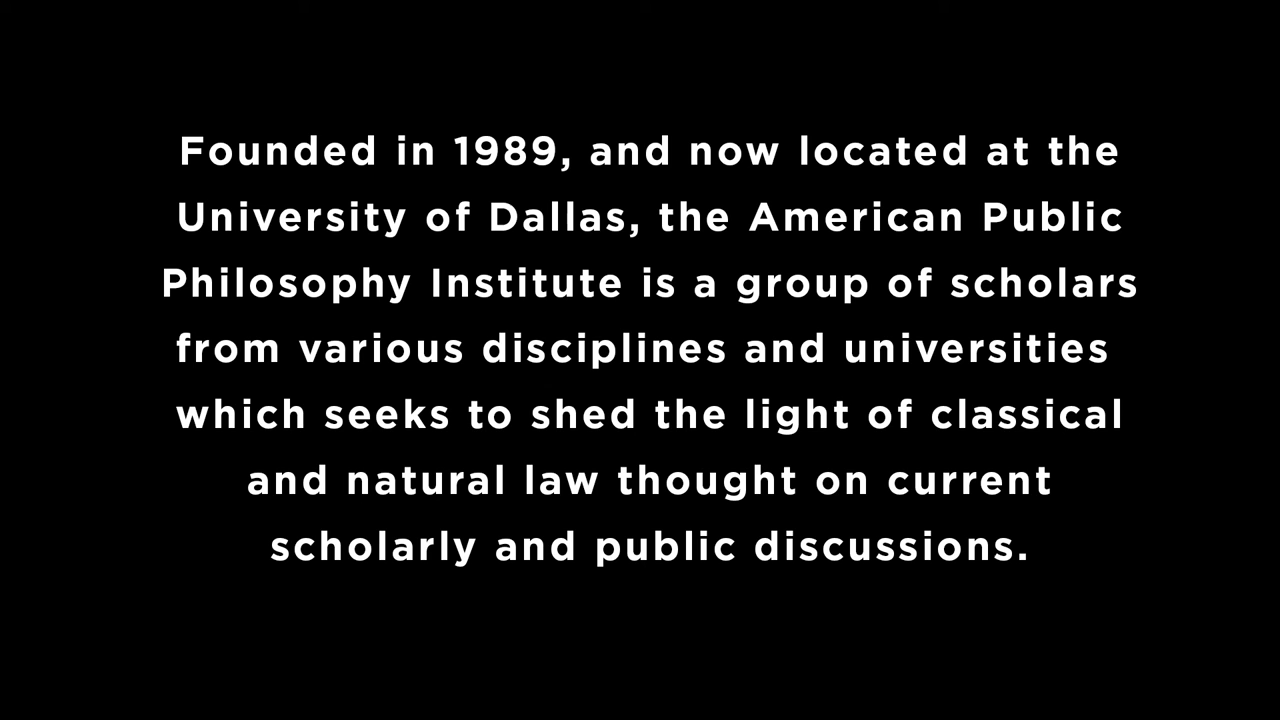 Founded in 1989, and now located at the
University of Dallas, the American Public
Philosophy Institute is a group of scholars
from various disciplines and universities
which seeks to shed the light of classical
and natural law thought on current
scholarly and public discussions.